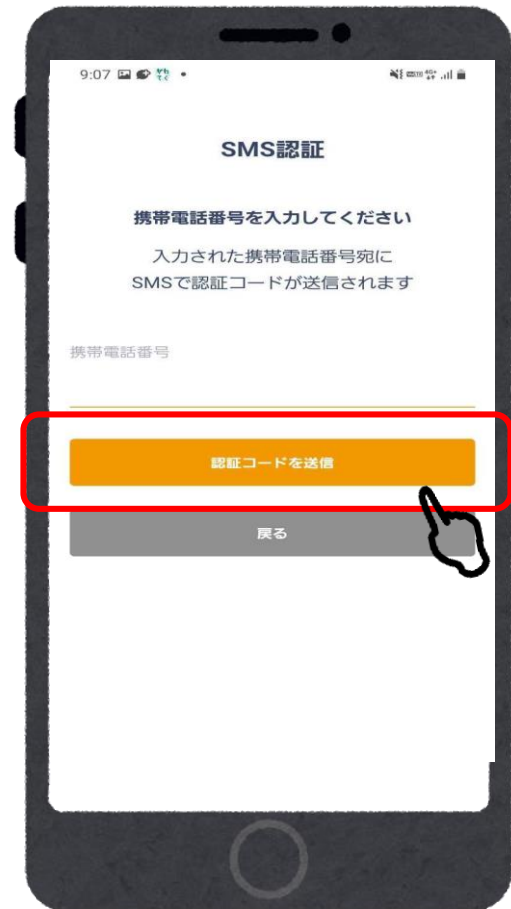 9:07
SMS認証
携帯電話番号を入力してください
入力された携帯電話番号宛に
SMSで認証コードが送信されます
携帯電話番号
認証コードを送信
戻る